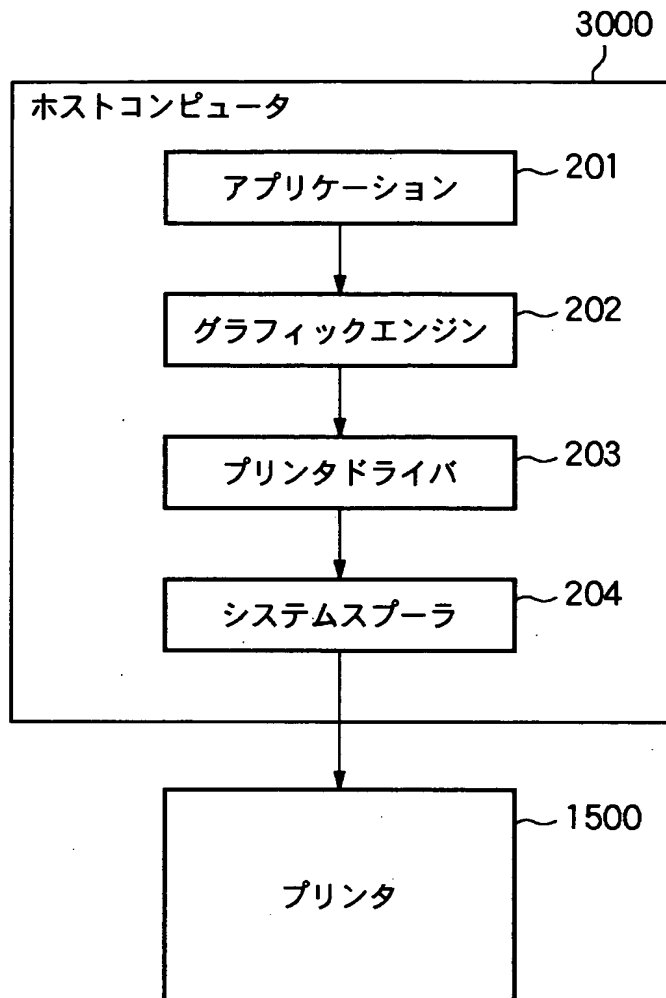 3000
ホストコンピュータ
アプリケーション
201
グラフィックエンジン
202
プリンタドライバ
203
システムスプーラ
204
1500
プリンタ